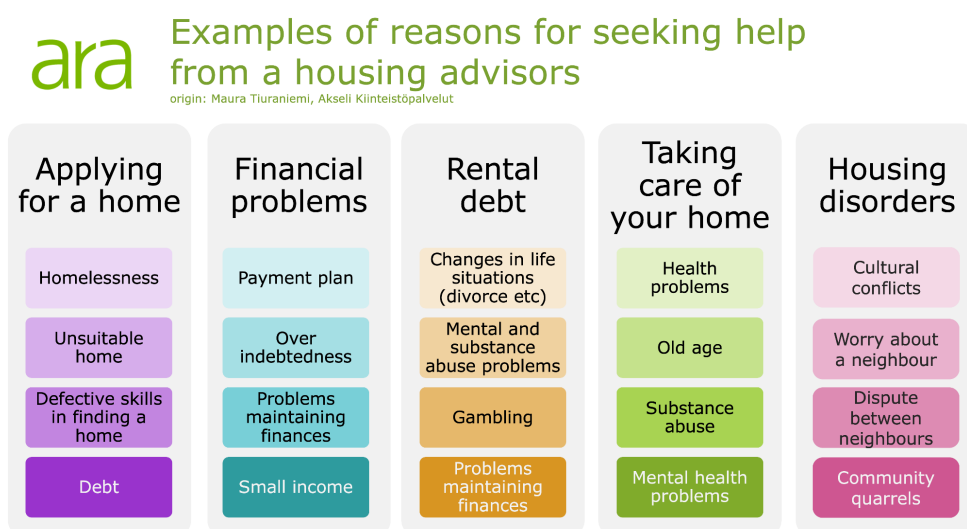 ara
Examples of reasons for seeking help
from a housing advisors
origin: Maura Tiuraniemi, Akseli Kiinteistöpalvelut
Applying
for a home
Homelessness
Unsuitable
home
Defective skills
in finding a
home
Debt
Financial
problems
Payment plan
Over
indebtedness
Problems
maintaining
finances
Small income
Rental
debt
Changes in life
situations
(divorce etc)
Mental and
substance
abuse problems
Gambling
Problems
maintaining
finances
Taking
care of
your home
Health
problems
Old age
Substance
abuse
Mental health
problems
Housing
disorders
Cultural
conflicts
Worry about
a neighbour
Dispute
between
neighbours
Community
quarrels